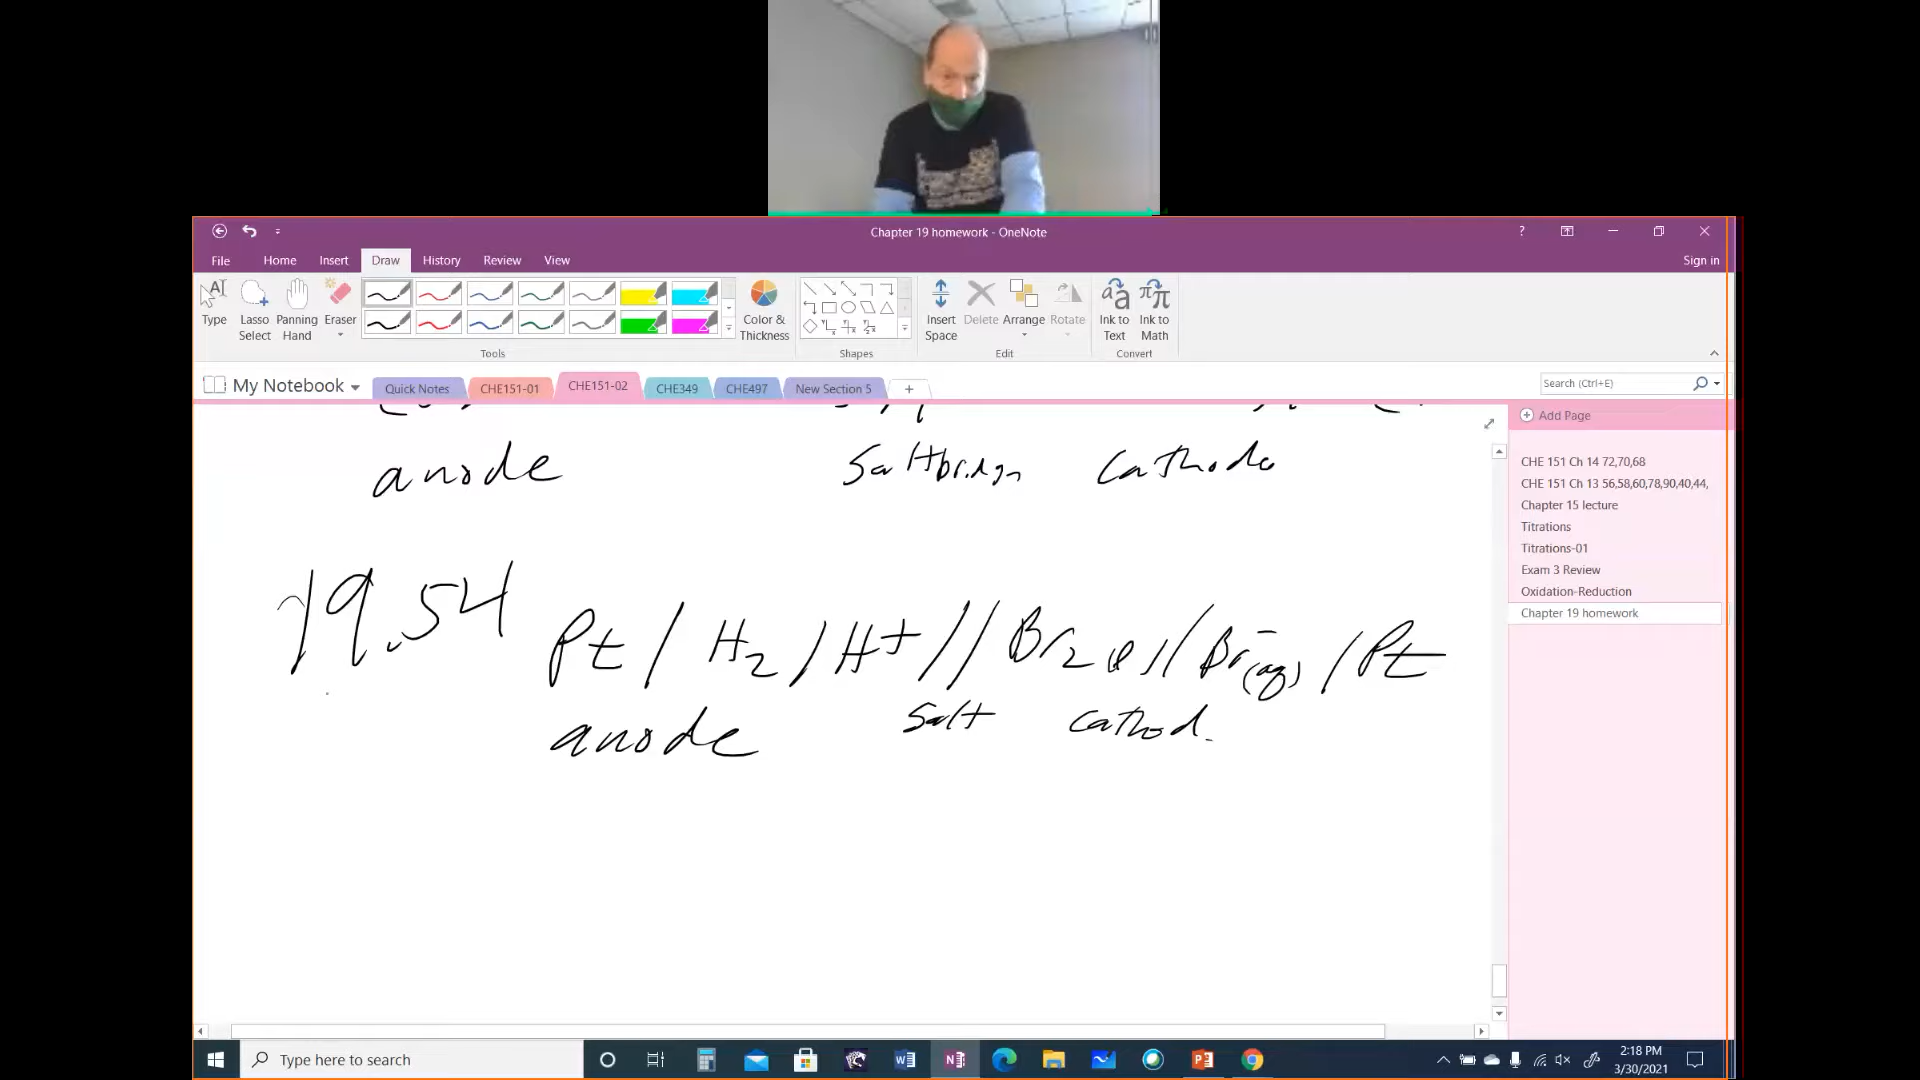 Chapter 19 homework - OneNote
?
File Home Insert Draw History Review View
Sign in
Type Lasso Select Panning Hand Eraser
Color & Thickness
Insert Space Delete Arrange Rotate
Ink to Text Ink to Math
Tools Shapes Edit Convert
My Notebook Quick Notes CHE151-01 CHE151-02 CHE349 CHE497 New Section 5 +
Search (Ctrl+E)
Add Page
CHE 151 Ch 14 72,70,68
CHE 151 Ch 13 56,58,60,78,90,40,44,
Chapter 15 lecture
Titrations
Titrations-01
Exam 3 Review
Oxidation-Reduction
Chapter 19 homework
anode cathode
19.54 Pt / H2 / H+ // Br2(l) / Br-(aq) / Pt
anode salt cathod.
Type here to search
2:18 PM
3/30/2021